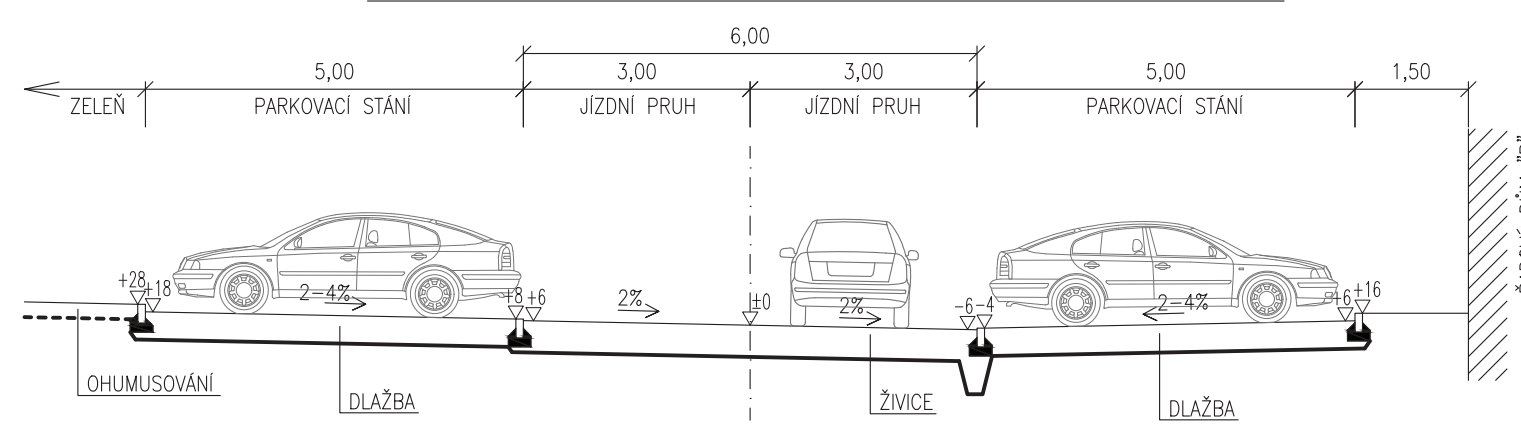 6,00
5,00 3,00 3,00 5,00 1,50
ZELEŇ PARKOVACÍ STÁNÍ JÍZDNÍ PRUH JÍZDNÍ PRUH PARKOVACÍ STÁNÍ
+28 +18 2-4% +8 +6 2% ±0 2% -6 -4 2-4% +6 +16
OHUMUSOVÁNÍ DLAŽBA ŽIVICE DLAŽBA